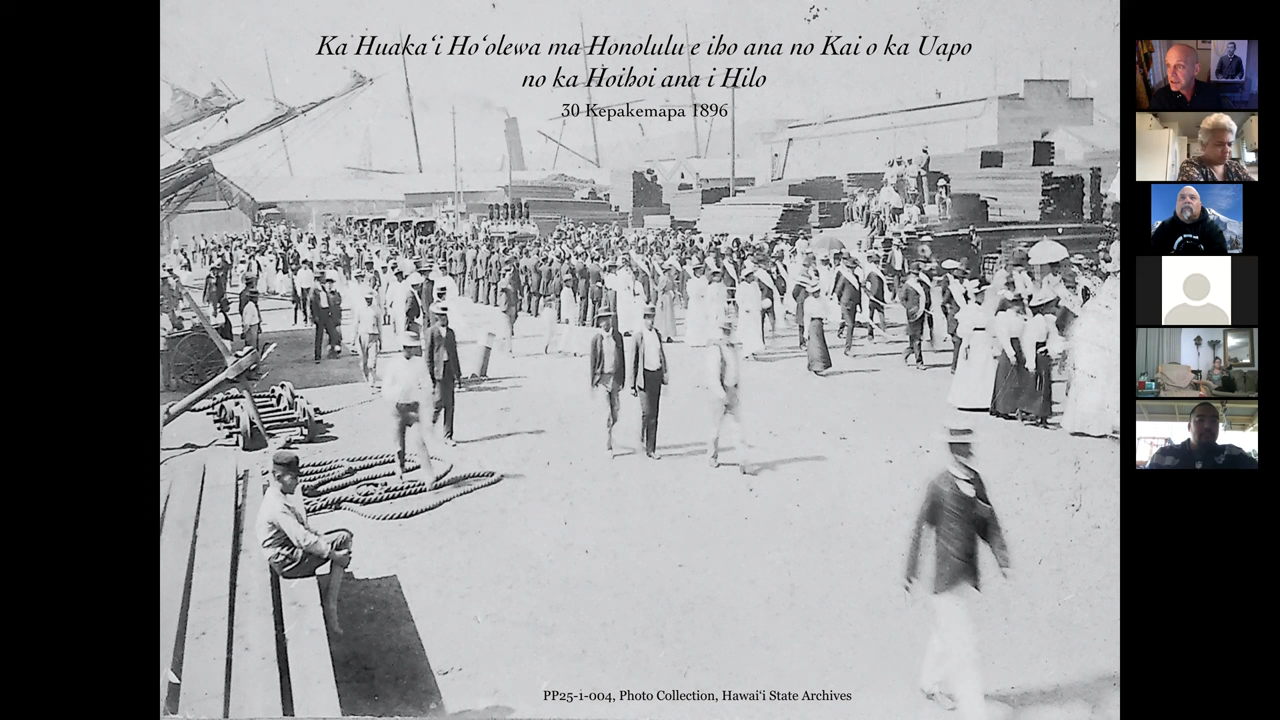 Ka Huakaʻi Hoʻolewa ma Honolulu e iho ana no Kai o ka Uapo
no ka Hoihoi ana i Hilo
30 Kepakemapa 1896
PP25-1-004, Photo Collection, Hawaiʻi State Archives